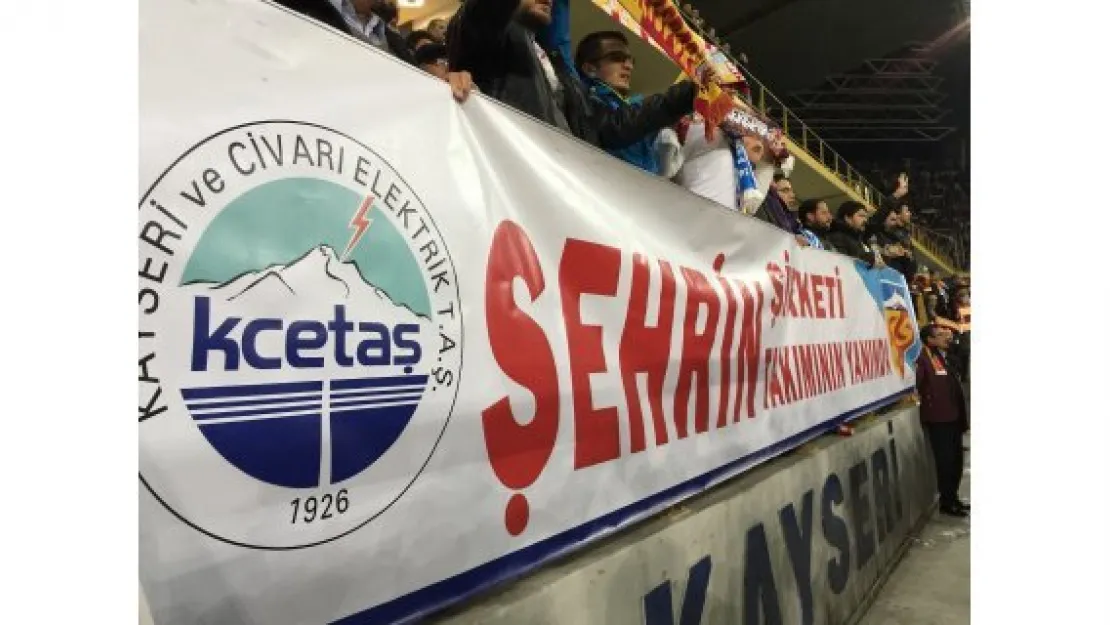 KAYSERİ ve CİVARI ELEKTRİK T.A.Ş.
kcetaş
1926
ŞEHRİN
ŞİRKETİ
TAKIMININ YANINDA
KAYSERİ